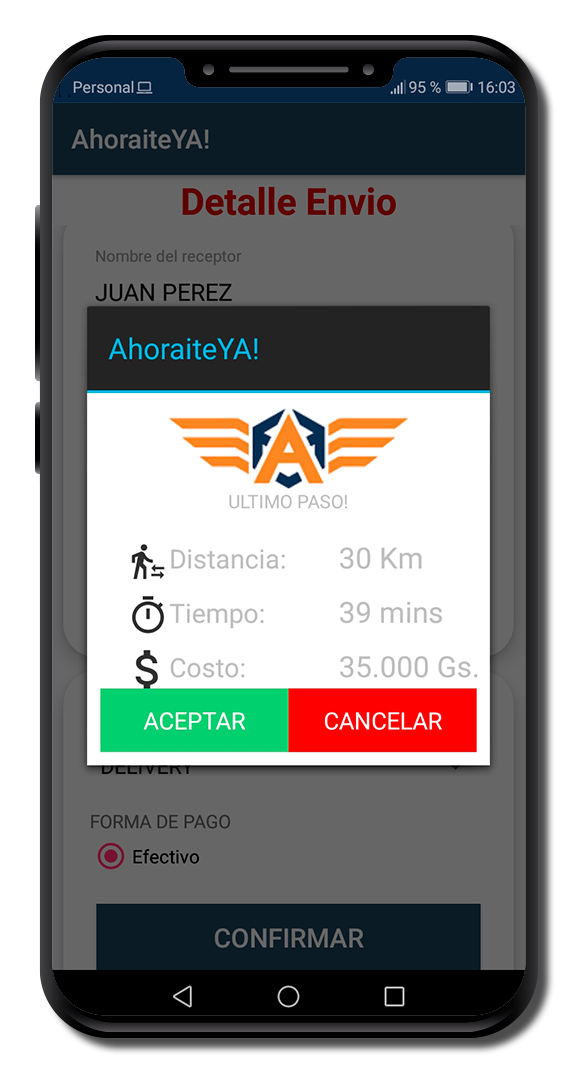 Personal 95 % 16:03
AhoraiteYA!
Detalle Envio
Nombre del receptor
JUAN PEREZ
AhoraiteYA!
A
ULTIMO PASO!
Distancia: 30 Km
Tiempo: 39 mins
$ Costo: 35.000 Gs.
ACEPTAR CANCELAR
DELIVERY
FORMA DE PAGO
Efectivo
CONFIRMAR